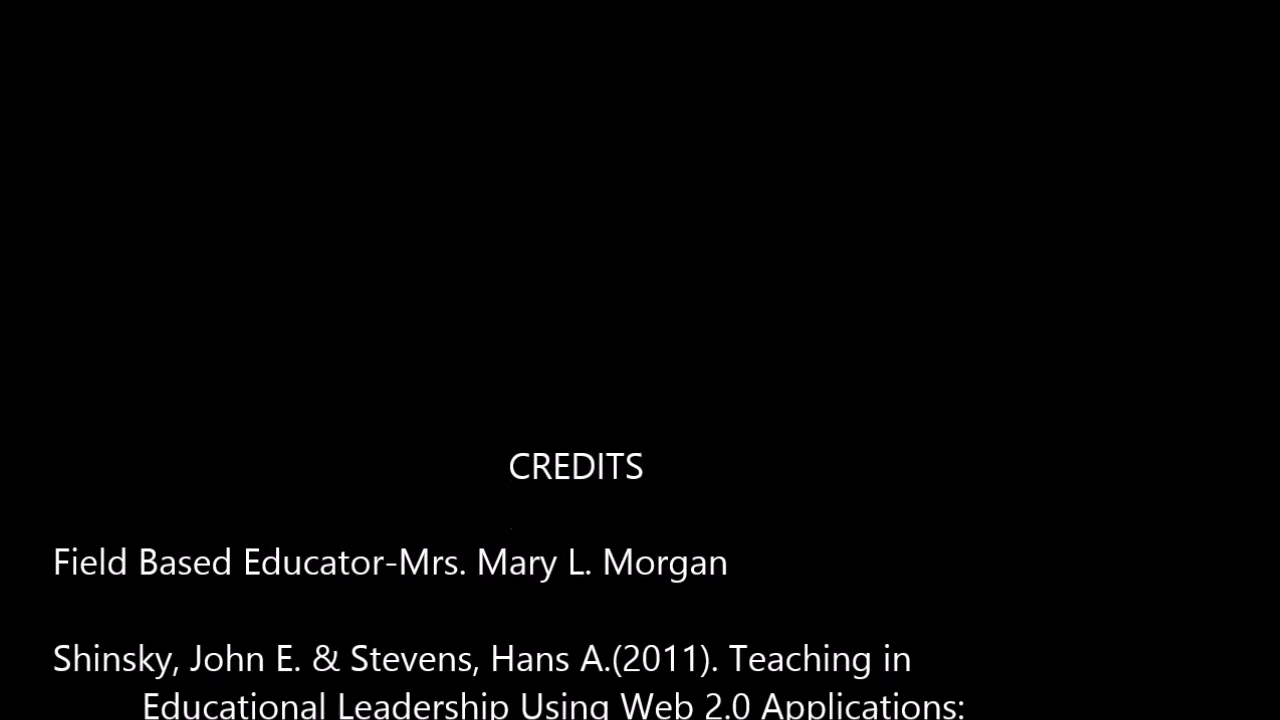 CREDITS
Field Based Educator-Mrs. Mary L. Morgan
Shinsky, John E. & Stevens, Hans A.(2011). Teaching in
Educational Leadership Using Web 2.0 Applications: